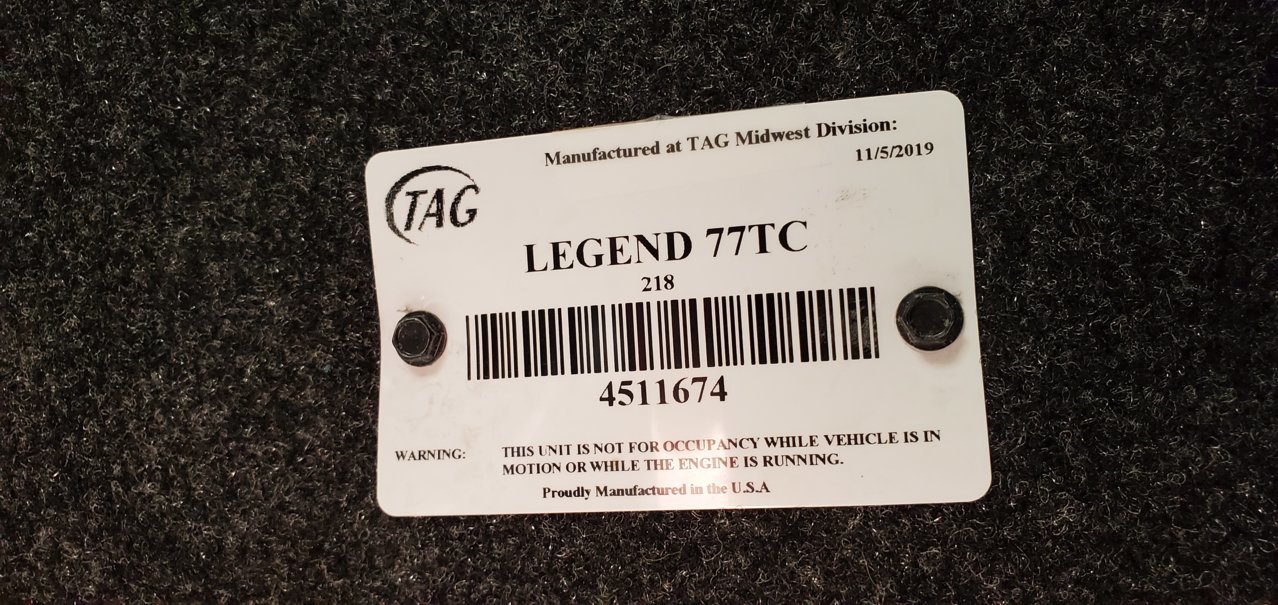 Manufactured at TAG Midwest Division:
11/5/2019
TAG
LEGEND 77TC
218
4511674
WARNING: THIS UNIT IS NOT FOR OCCUPANCY WHILE VEHICLE IS IN
MOTION OR WHILE THE ENGINE IS RUNNING.
Proudly Manufactured in the U.S.A